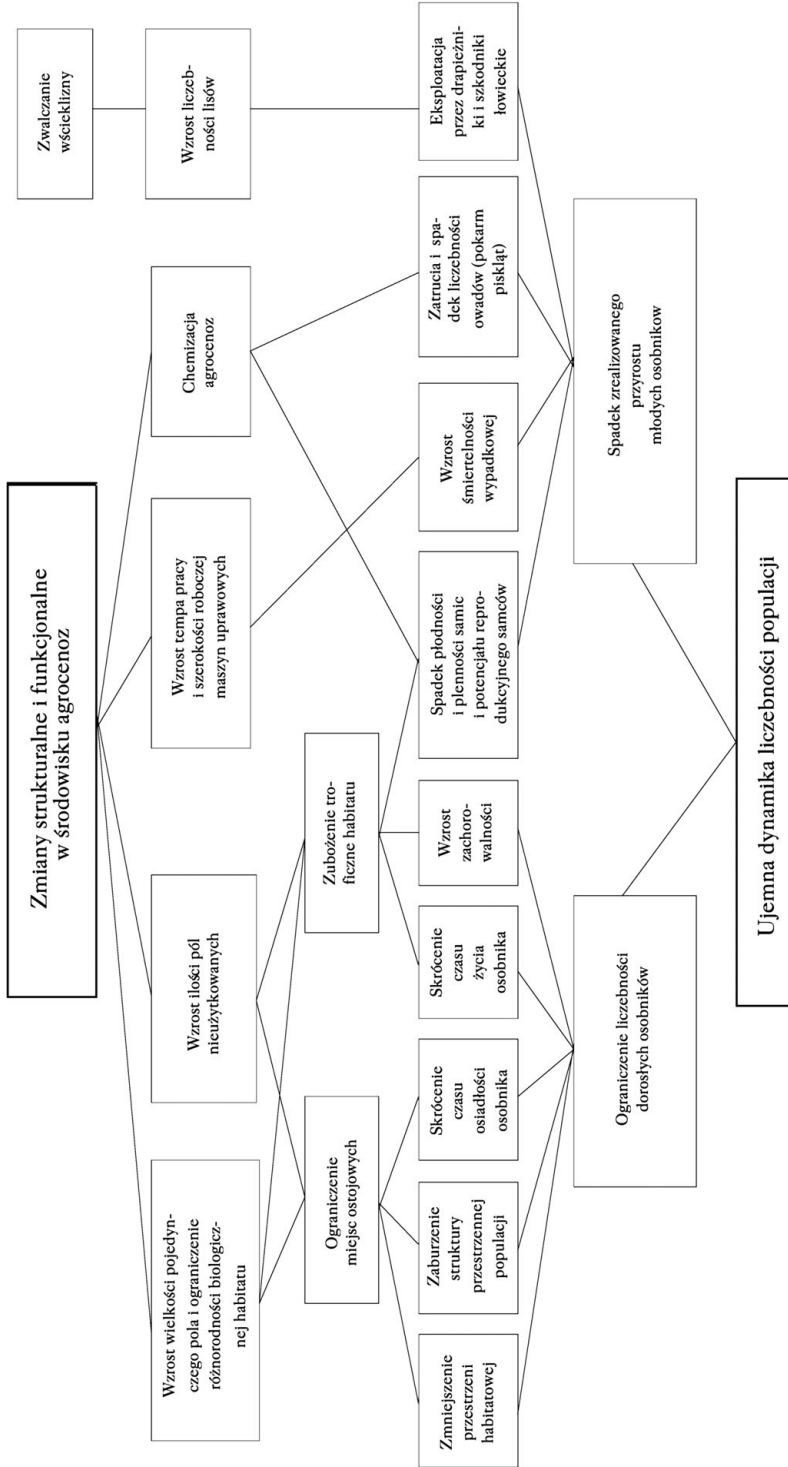 Zmiany strukturalne i funkcjonalne
w środowisku agrocenoz
Zwalczanie
wścieklizny
Wzrost wielkości pojedyn-
czego pola i ograniczenie
różnorodności biologicz-
nej habitatu
Wzrost ilości pól
nieużytkowanych
Wzrost tempa pracy
i szerokości roboczej
maszyn uprawowych
Chemizacja
agrocenoz
Wzrost liczeb-
ności lisów
Ograniczenie
miejsc ostojowych
Zubożenie tro-
ficzne habitatu
Zmniejszenie
przestrzeni
habitatowej
Zaburzenie
struktury
przestrzennej
populacji
Skrócenie
czasu
osiadłości
osobnika
Skrócenie
czasu
życia
osobnika
Wzrost
zachoro-
walności
Spadek płodności
i plenności samic
i potencjału repro-
dukcyjnego samców
Wzrost
śmiertelności
wypadkowej
Zatrucia i spa-
dek liczebności
owadów (pokarm
piskląt)
Eksploatacja
przez drapieżni-
ki i szkodniki
łowieckie
Ograniczenie liczebności
dorosłych osobników
Spadek zrealizowanego
przyrostu
młodych osobnikow
Ujemna dynamika liczebności populacji